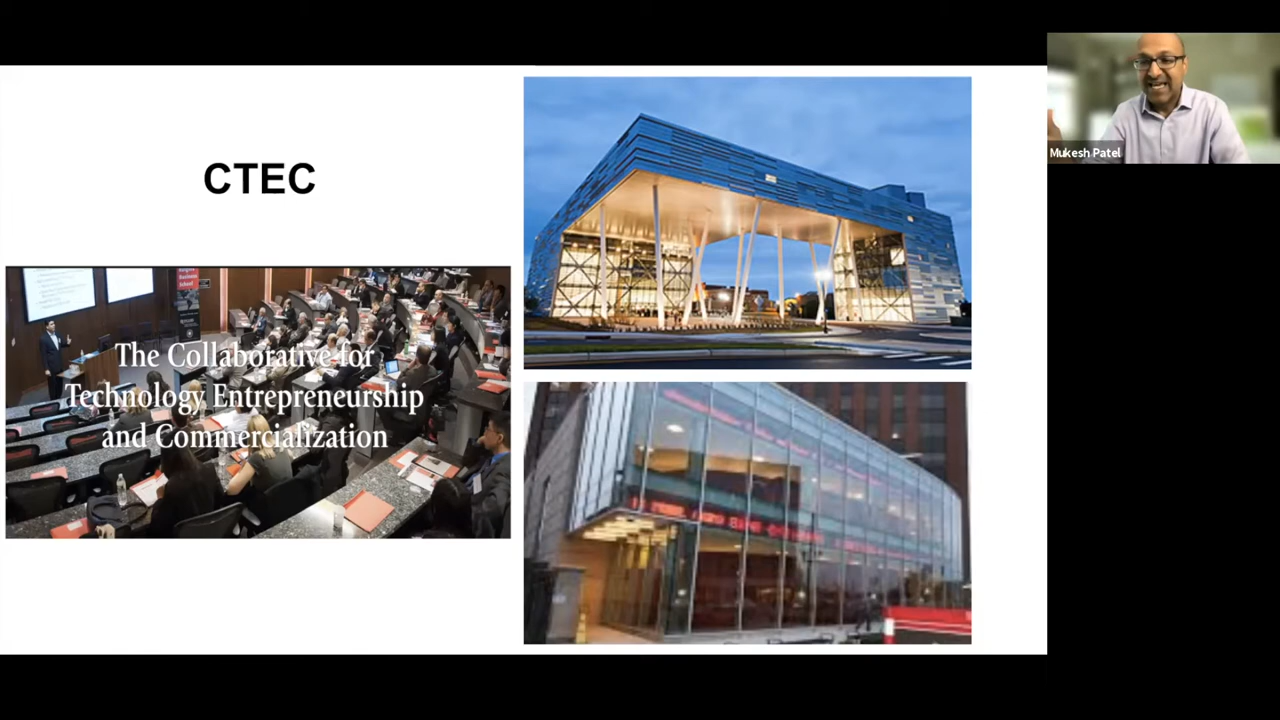 CTEC
The Collaborative for
Technology Entrepreneurship
and Commercialization
Mukesh Patel